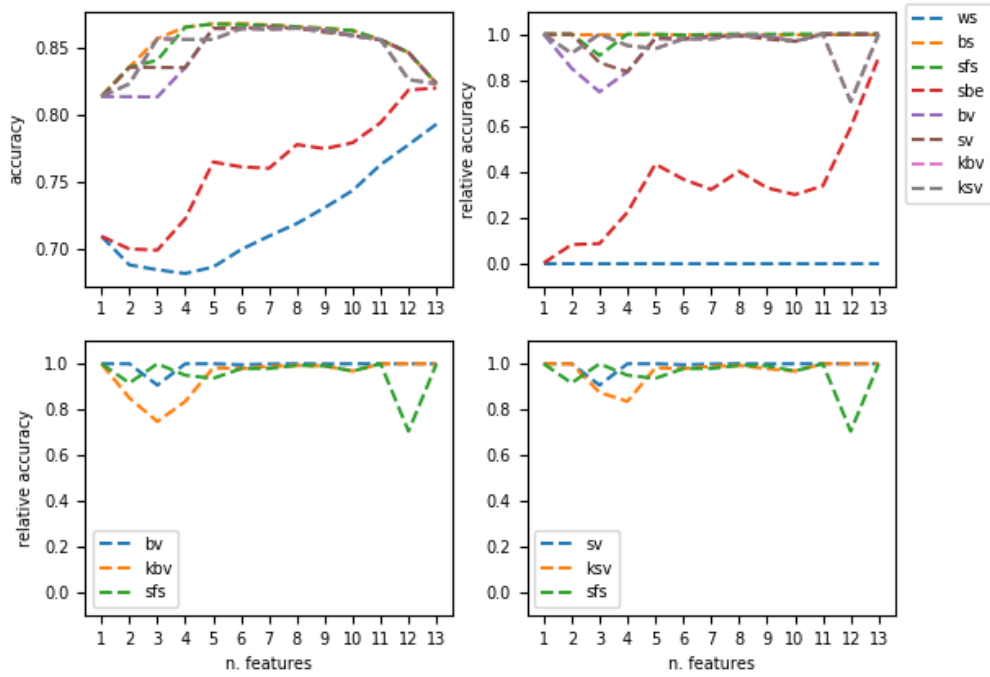 accuracy
0.85
0.80
0.75
0.70
1 2 3 4 5 6 7 8 9 10 11 12 13
relative accuracy
1.0
0.8
0.6
0.4
0.2
0.0
1 2 3 4 5 6 7 8 9 10 11 12 13
ws
bs
sfs
sbe
bv
sv
kbv
ksv
relative accuracy
1.0
0.8
0.6
0.4
0.2
0.0
bv
kbv
sfs
1 2 3 4 5 6 7 8 9 10 11 12 13
n. features
1.0
0.8
0.6
0.4
0.2
0.0
sv
ksv
sfs
1 2 3 4 5 6 7 8 9 10 11 12 13
n. features